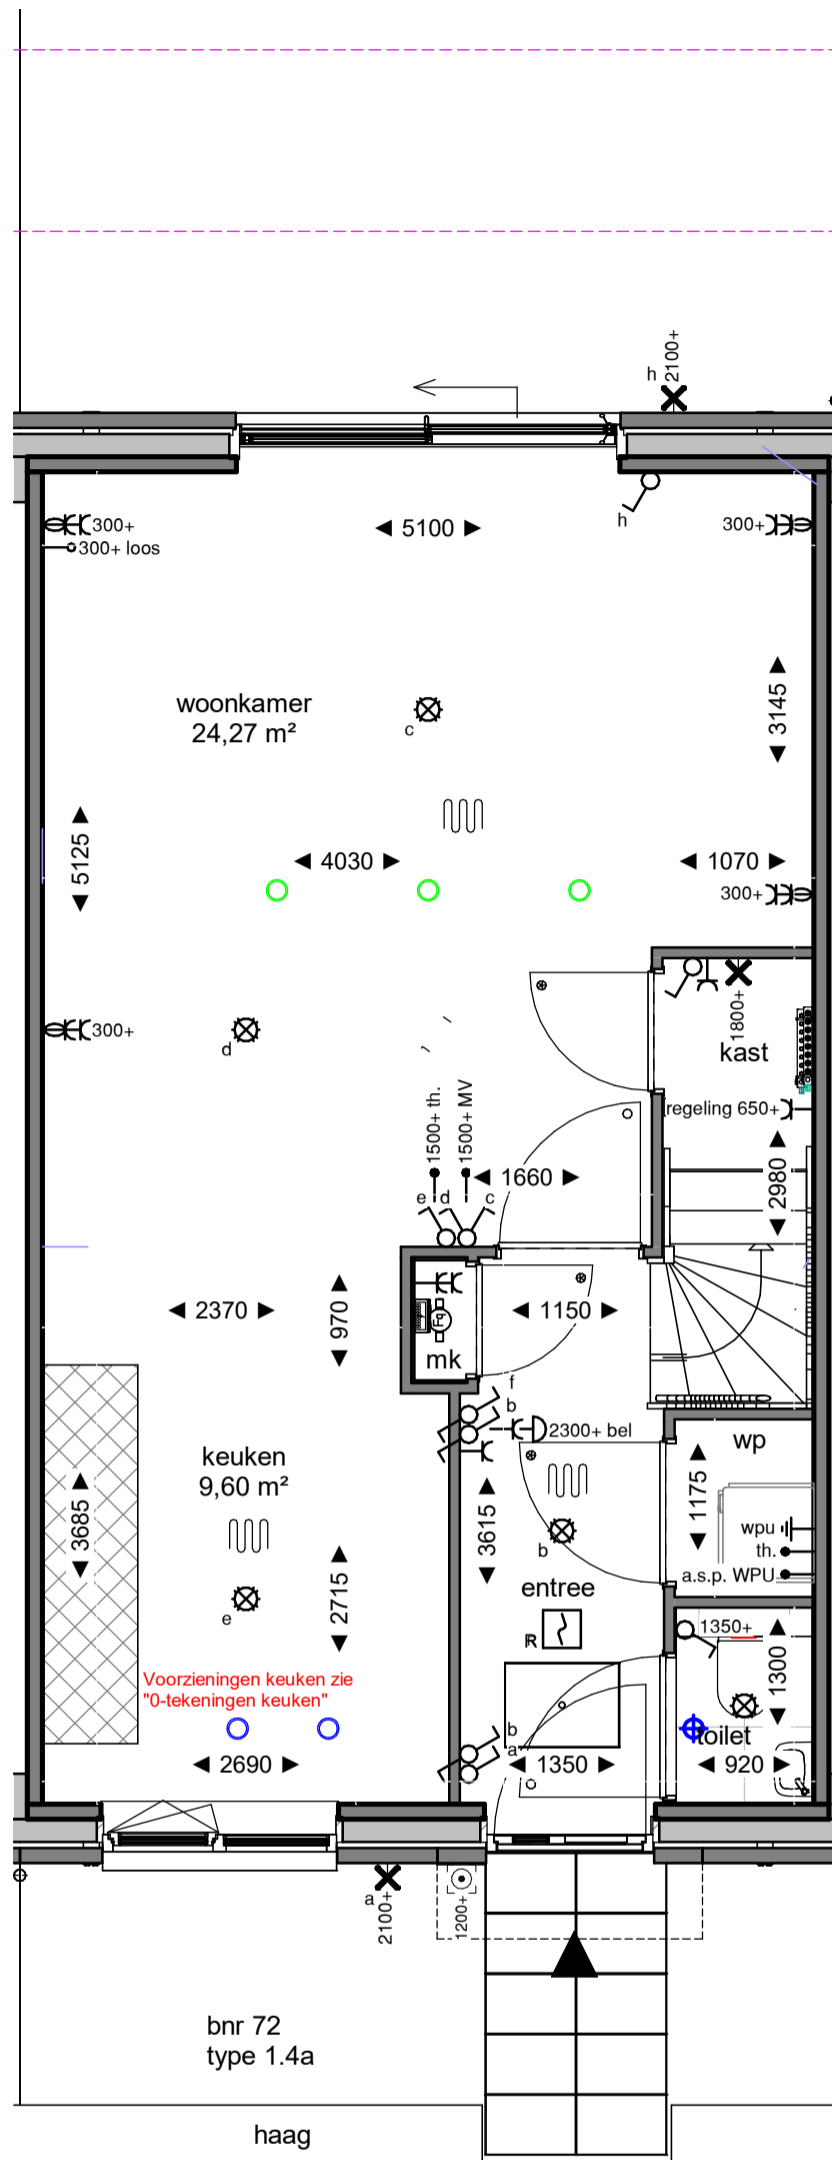 h
2100+
h
300+
300+ loos
5100
300+
woonkamer
24,27 m²
c
3145
5125
4030
1070
300+
300+
d
1800+
kast
regeling 650+
1500+ th.
1500+ MV
1660
2980
e
d
c
2370
970
1150
Fq
mk
f
b
2300+ bel
wp
keuken
9,60 m²
3685
3615
1175
wpu
th.
a.s.p. WPU
b
entree
e
2715
R
1350+
1300
Voorzieningen keuken zie
"0-tekeningen keuken"
toilet
b
a
2690
1350
920
a
2100+
1200+
bnr 72
type 1.4a
haag